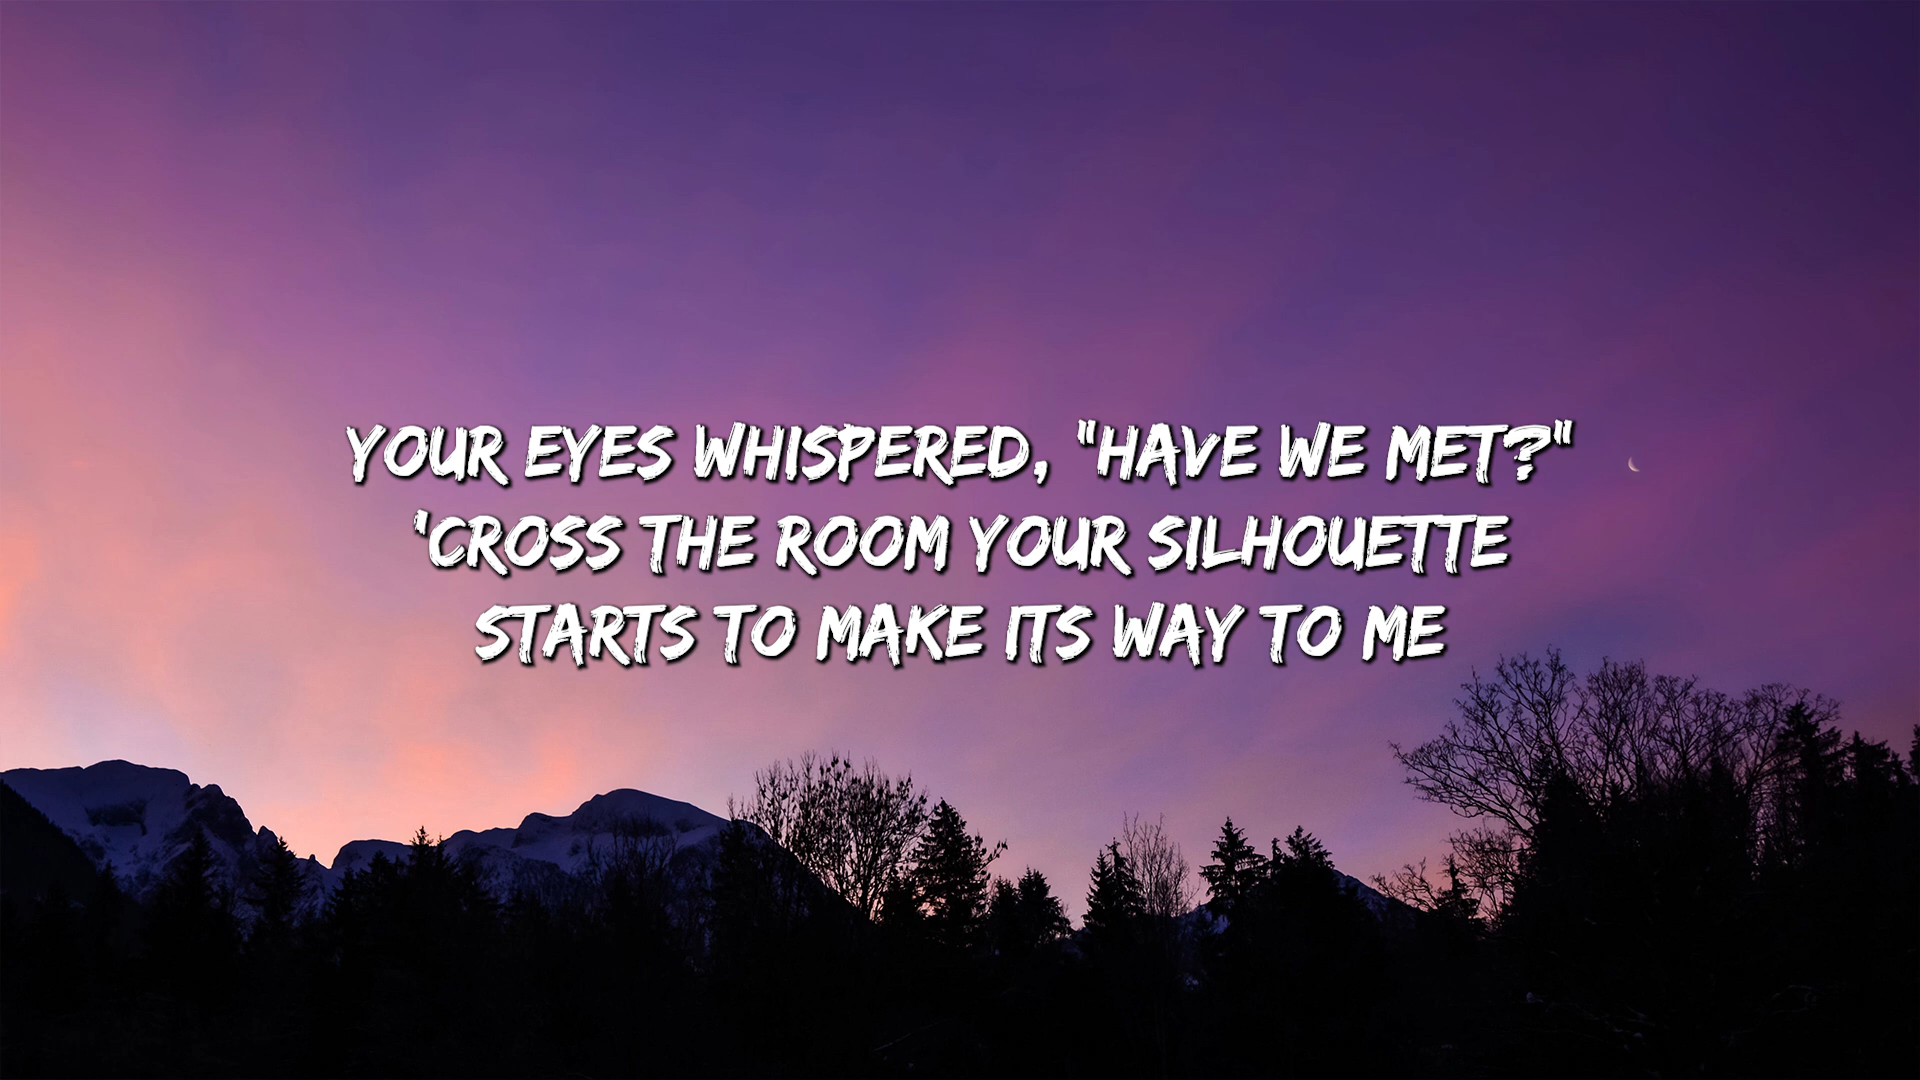 YOUR EYES WHISPERED, "HAVE WE MET?"
'CROSS THE ROOM YOUR SILHOUETTE
STARTS TO MAKE ITS WAY TO ME